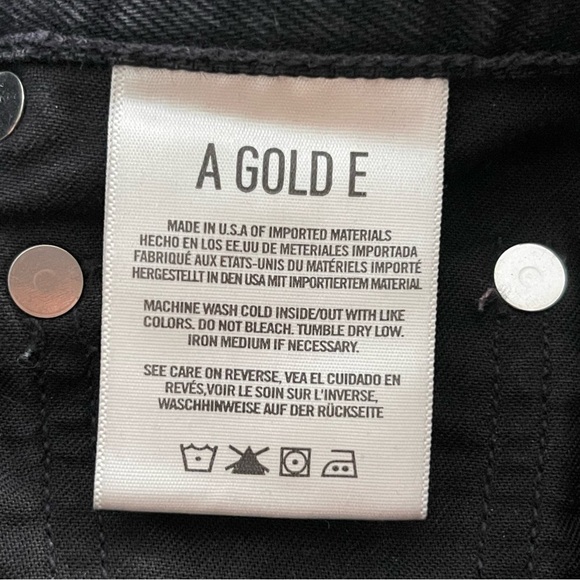 A GOLD E
MADE IN U.S.A OF IMPORTED MATERIALS
HECHO EN LOS EE.UU DE METERIALES IMPORTADA
FABRIQUÉ AUX ETATS-UNIS DU MATÉRIELS IMPORTÉ
HERGESTELLT IN DEN USA MIT IMPORTIERTEM MATERIAL
MACHINE WASH COLD INSIDE/OUT WITH LIKE
COLORS. DO NOT BLEACH. TUMBLE DRY LOW.
IRON MEDIUM IF NECESSARY.
SEE CARE ON REVERSE, VEA EL CUIDADO EN
REVÉS,VOIR LE SOIN SUR L'INVERSE,
WASCHHINWEISE AUF DER RÜCKSEITE